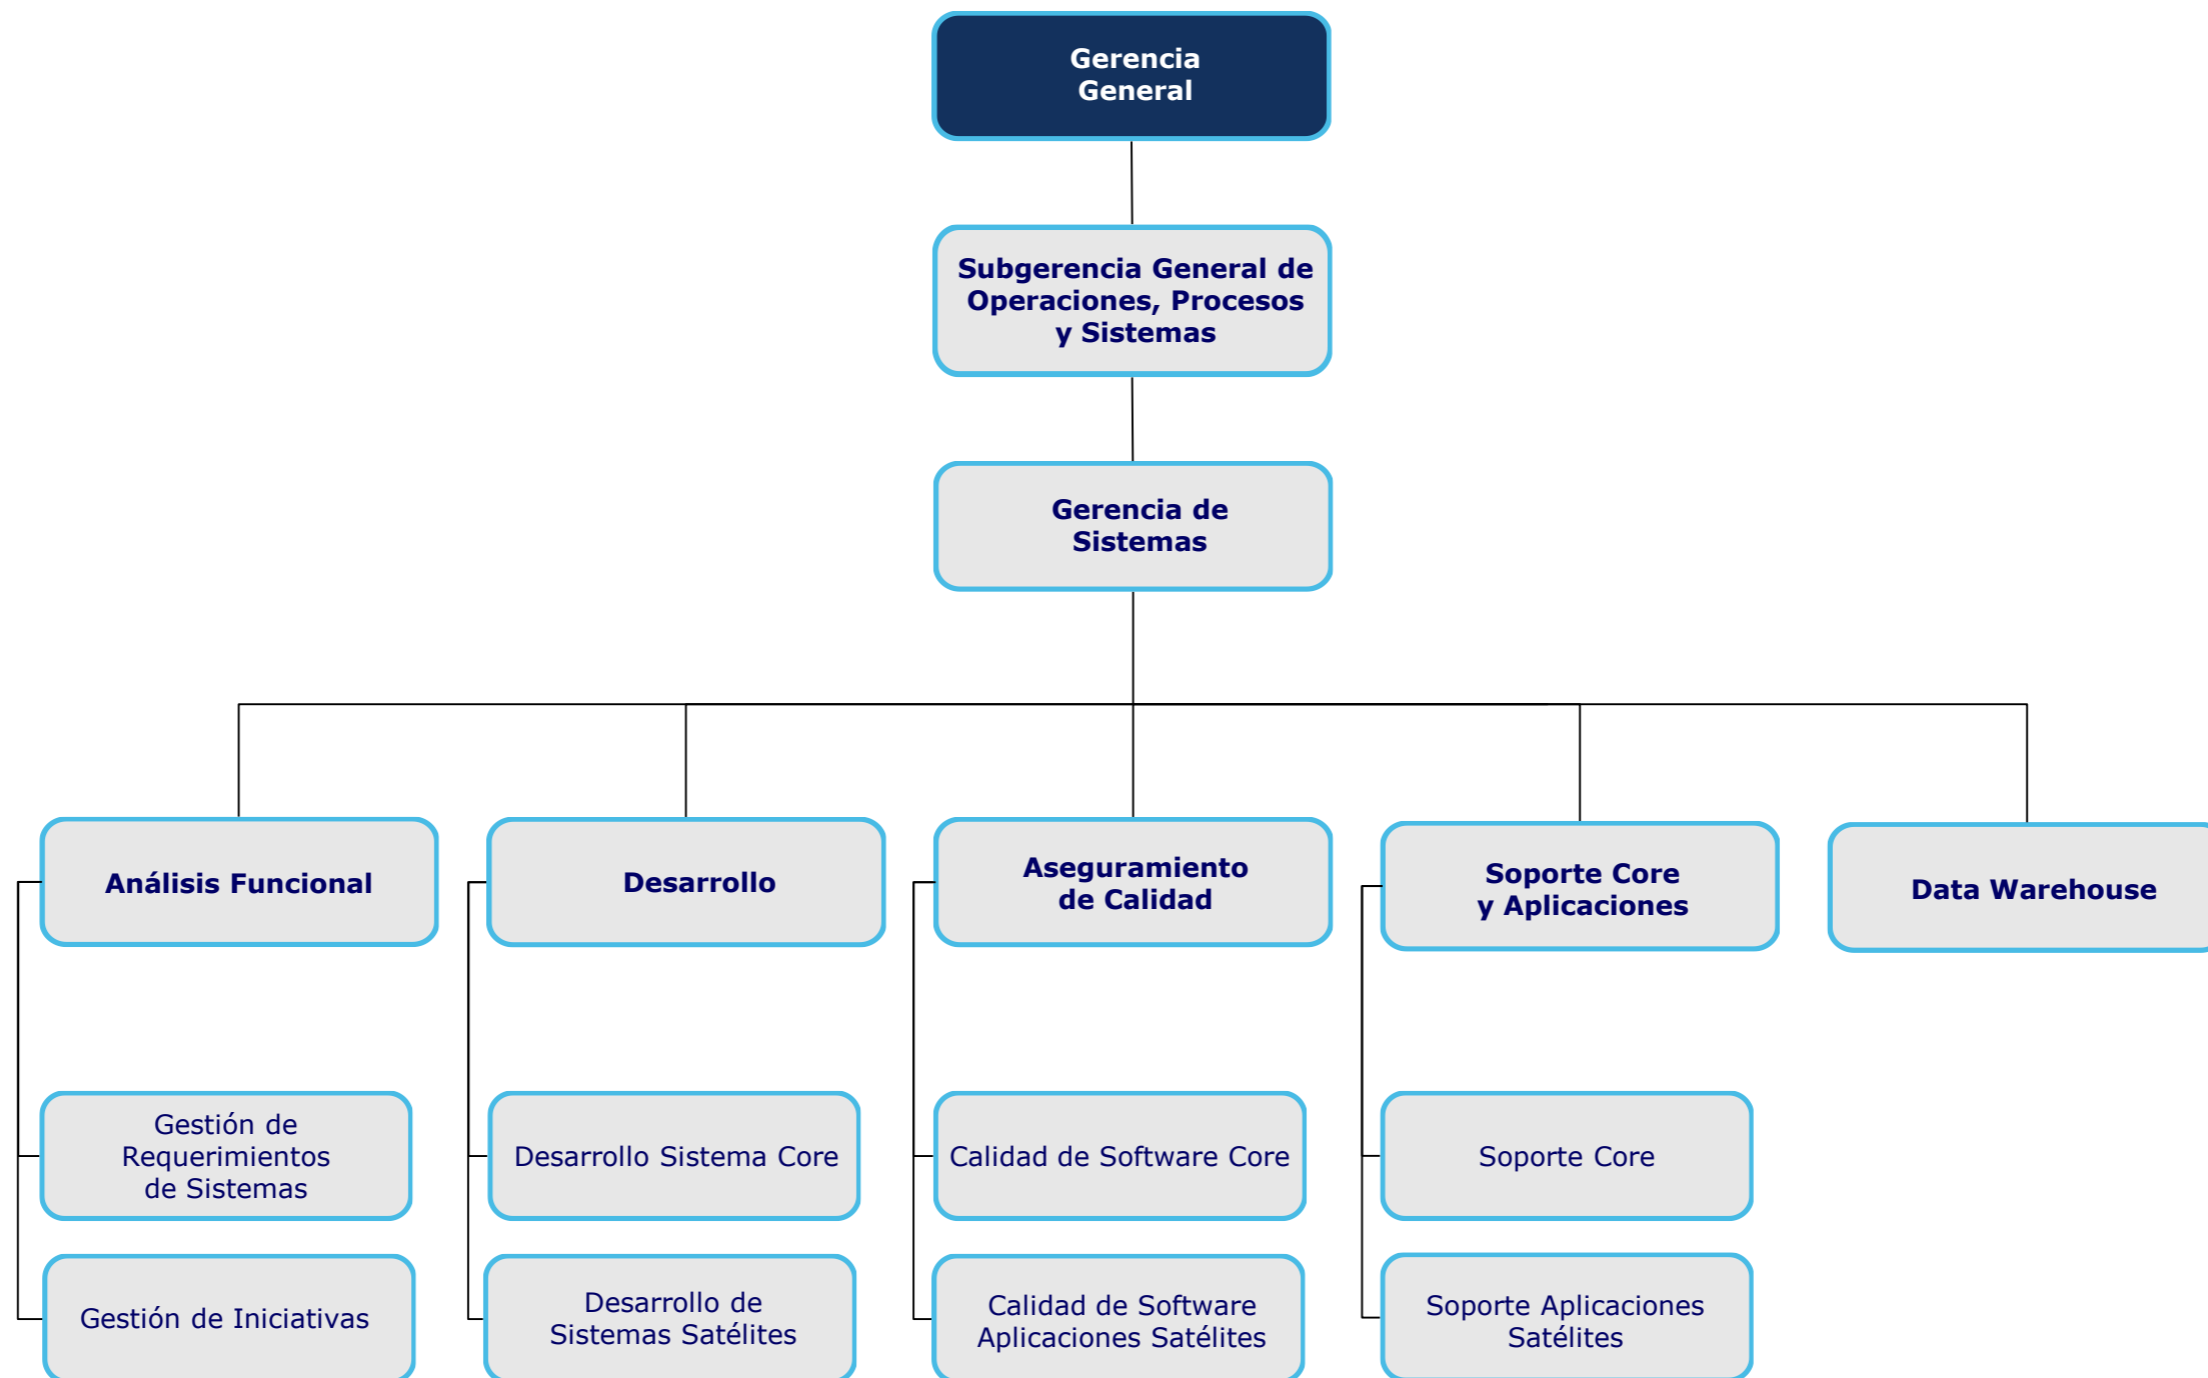 Gerencia
General
Subgerencia General de
Operaciones, Procesos
y Sistemas
Gerencia de
Sistemas
Análisis Funcional
Desarrollo
Aseguramiento
de Calidad
Soporte Core
y Aplicaciones
Data Warehouse
Gestión de
Requerimientos
de Sistemas
Desarrollo Sistema Core
Calidad de Software Core
Soporte Core
Gestión de Iniciativas
Desarrollo de
Sistemas Satélites
Calidad de Software
Aplicaciones Satélites
Soporte Aplicaciones
Satélites